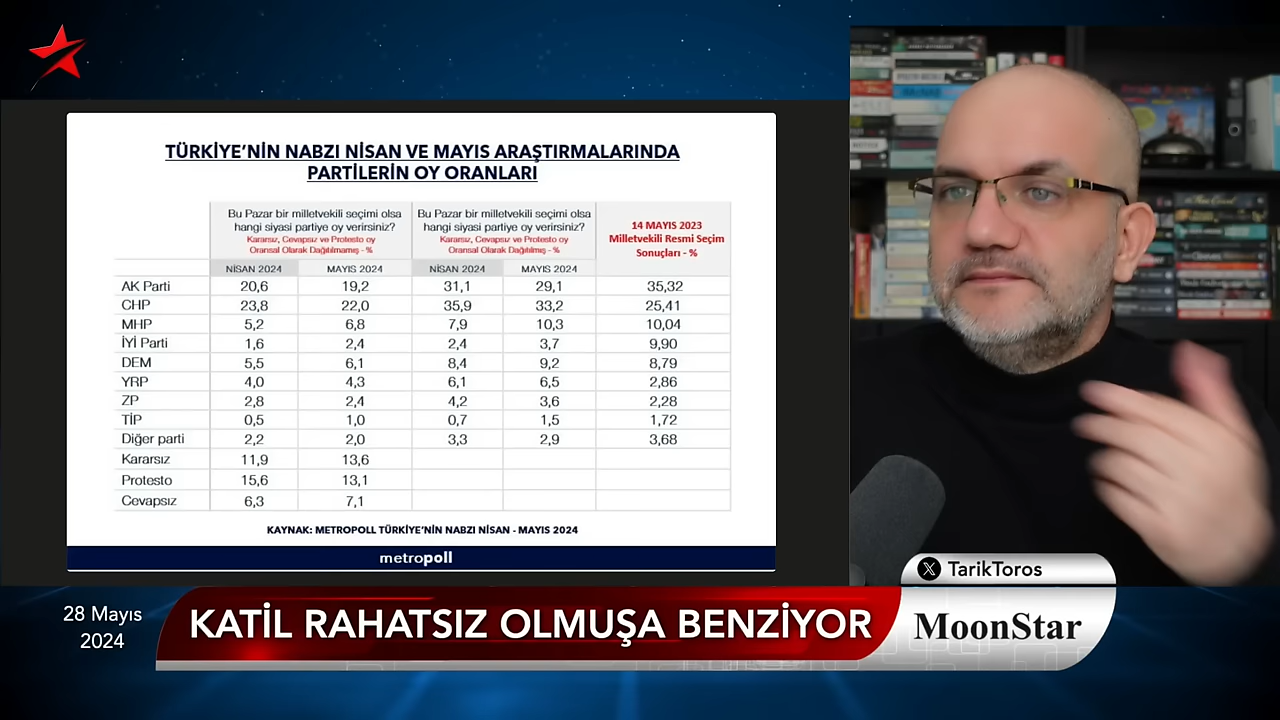 TÜRKİYE'NİN NABZI NİSAN VE MAYIS ARAŞTIRMALARINDA
PARTİLERİN OY ORANLARI
Bu Pazar bir milletvekili seçimi olsa hangi siyasi partiye oy verirsiniz? Bu Pazar bir milletvekili seçimi olsa hangi siyasi partiye oy verirsiniz? 14 MAYIS 2023
Kararsız, Cevapsız ve Protesto oy Oransal Olarak Dağıtılmamış - % Kararsız, Cevapsız ve Protesto oy Oransal Olarak Dağıtılmış - % Milletvekili Resmi Seçim Sonuçları - %
NİSAN 2024 MAYIS 2024 NİSAN 2024 MAYIS 2024
AK Parti 20,6 19,2 31,1 29,1 35,32
CHP 23,8 22,0 35,9 33,2 25,41
MHP 5,2 6,8 7,9 10,3 10,04
İYİ Parti 1,6 2,4 2,4 3,7 9,90
DEM 5,5 6,1 8,4 9,2 8,79
YRP 4,0 4,3 6,1 6,5 2,86
ZP 2,8 2,4 4,2 3,6 2,28
TİP 0,5 1,0 0,7 1,5 1,72
Diğer parti 2,2 2,0 3,3 2,9 3,68
Kararsız 11,9 13,6
Protesto 15,6 13,1
Cevapsız 6,3 7,1
KAYNAK: METROPOLL TÜRKİYE'NİN NABZI NİSAN - MAYIS 2024
metropoll
TarikToros
MoonStar
28 Mayıs
2024
KATİL RAHATSIZ OLMUŞA BENZİYOR